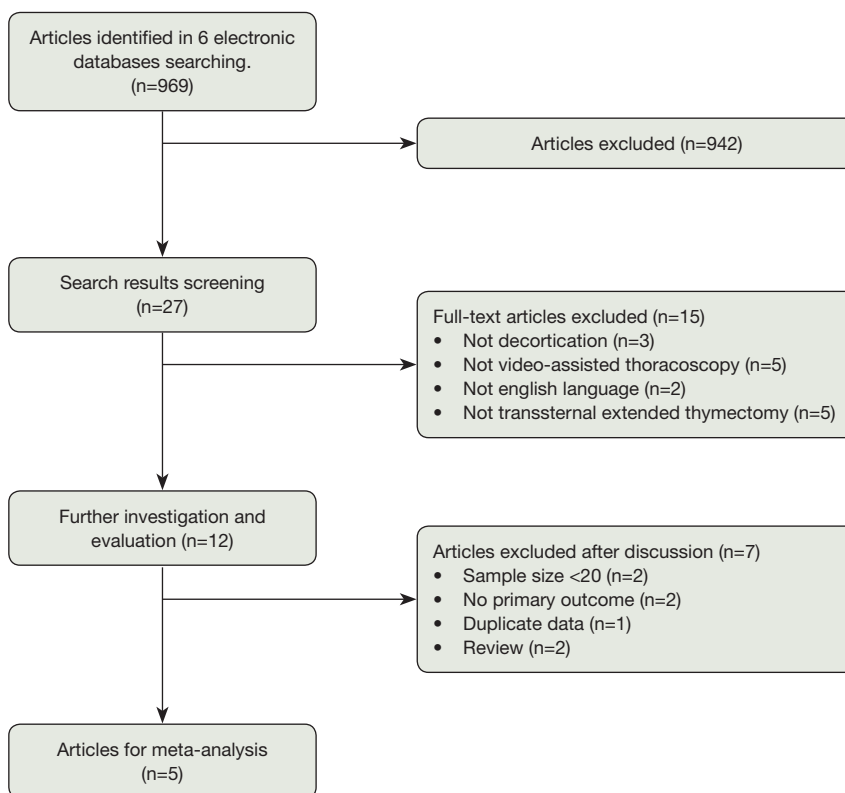 Articles identified in 6 electronic
databases searching.
(n=969)
Articles excluded (n=942)
Search results screening
(n=27)
Full-text articles excluded (n=15)
• Not decortication (n=3)
• Not video-assisted thoracoscopy (n=5)
• Not english language (n=2)
• Not transsternal extended thymectomy (n=5)
Further investigation and
evaluation (n=12)
Articles excluded after discussion (n=7)
• Sample size <20 (n=2)
• No primary outcome (n=2)
• Duplicate data (n=1)
• Review (n=2)
Articles for meta-analysis
(n=5)